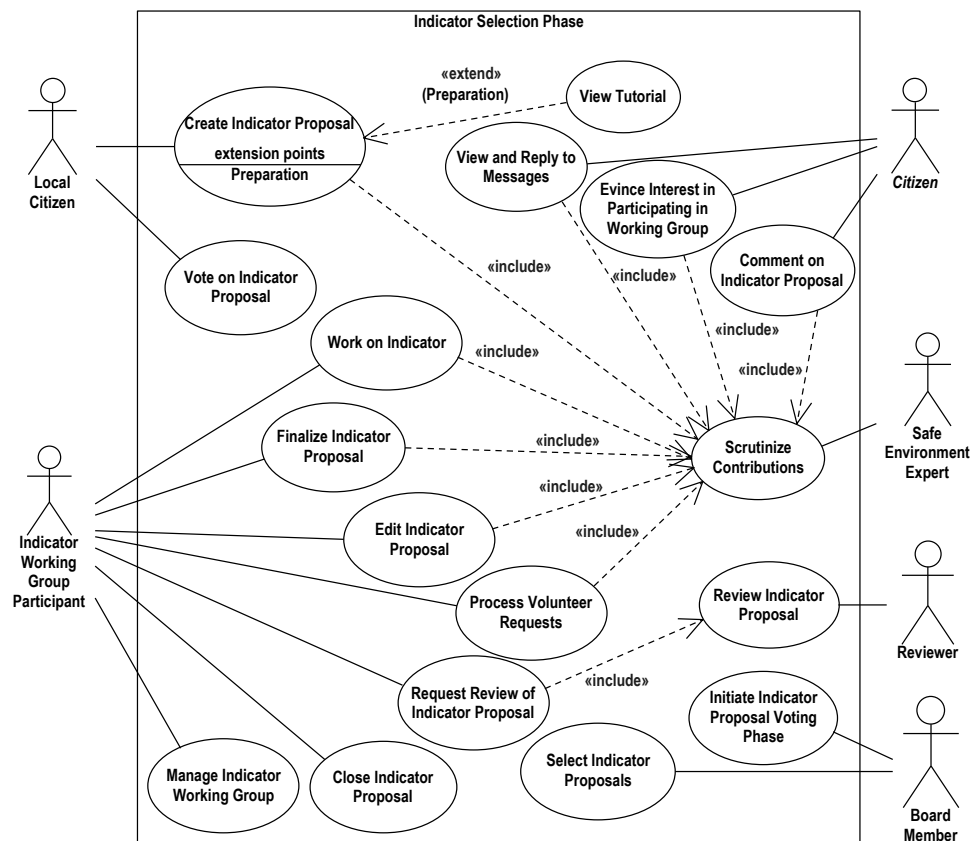 Indicator Selection Phase
«extend»
(Preparation)
View Tutorial
Create Indicator Proposal
extension points
Preparation
View and Reply to
Messages
Evince Interest in
Participating in
Working Group
Local
Citizen
Citizen
Comment on
Indicator Proposal
Vote on Indicator
Proposal
«include»
«include»
«include»
«include»
Work on Indicator
«include»
Finalize Indicator
Proposal
«include»
Scrutinize
Contributions
Safe
Environment
Expert
«include»
Edit Indicator
Proposal
«include»
Indicator
Working
Group
Participant
Process Volunteer
Requests
Review Indicator
Proposal
Reviewer
«include»
Request Review of
Indicator Proposal
Initiate Indicator
Proposal Voting
Phase
Manage Indicator
Working Group
Close Indicator
Proposal
Select Indicator
Proposals
Board
Member